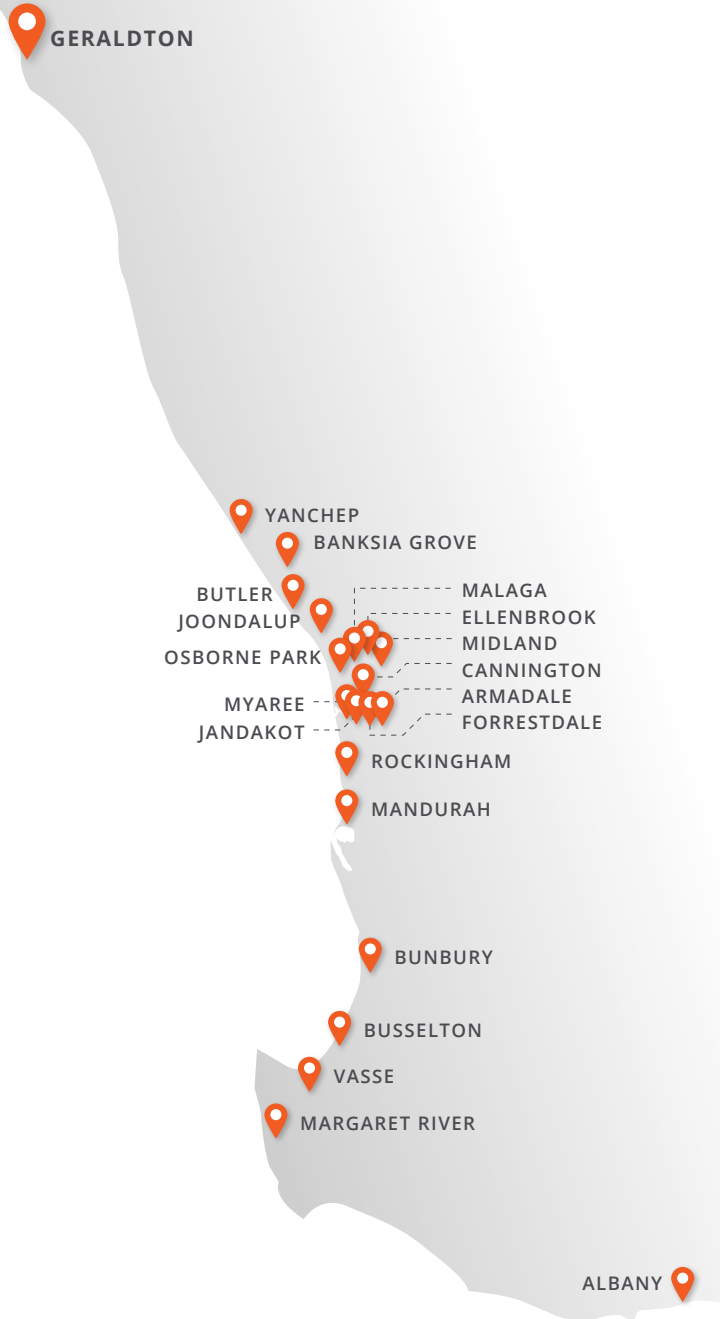 GERALDTON
YANCHEP
BANKSIA GROVE
BUTLER
MALAGA
ELLENBROOK
JOONDALUP
MIDLAND
OSBORNE PARK
CANNINGTON
ARMADALE
MYAREE
FORRESTDALE
JANDAKOT
ROCKINGHAM
MANDURAH
BUNBURY
BUSSELTON
VASSE
MARGARET RIVER
ALBANY